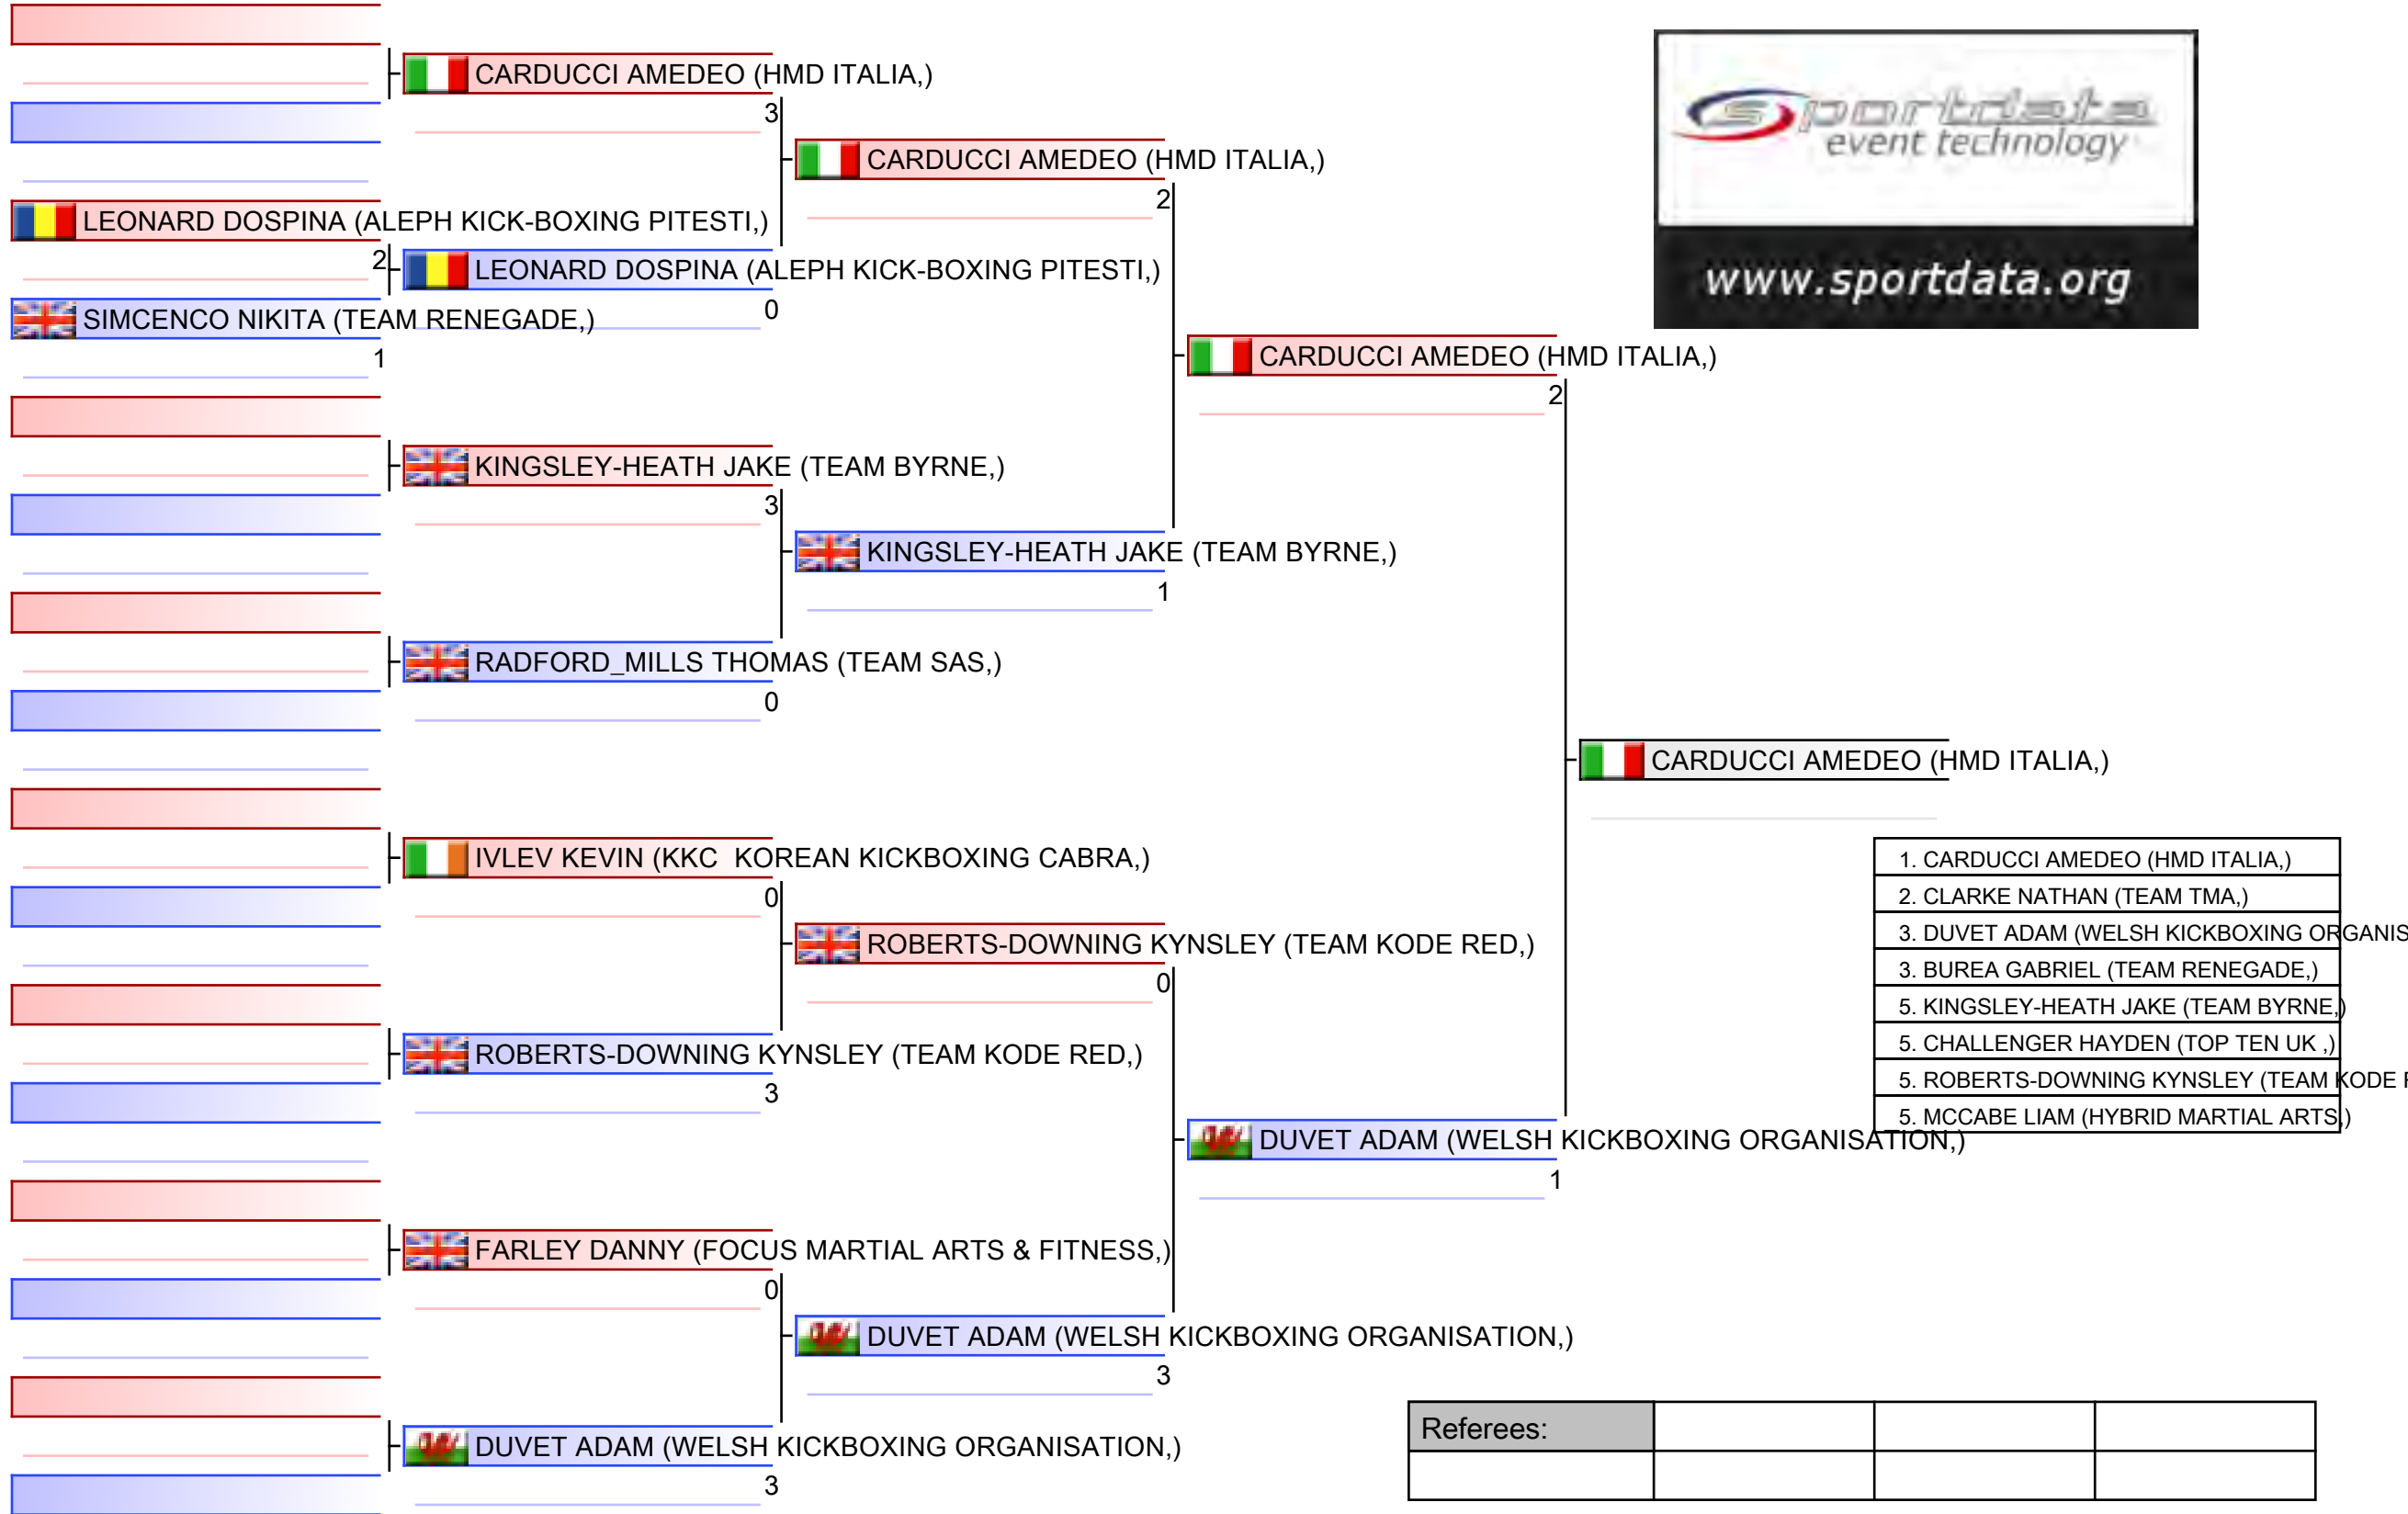 CARDUCCI AMEDEO (HMD ITALIA,)
3
LEONARD DOSPINA (ALEPH KICK-BOXING PITESTI,)
2
SIMCENCO NIKITA (TEAM RENEGADE,)
1
LEONARD DOSPINA (ALEPH KICK-BOXING PITESTI,)
0
KINGSLEY-HEATH JAKE (TEAM BYRNE,)
3
RADFORD_MILLS THOMAS (TEAM SAS,)
0
IVLEV KEVIN (KKC  KOREAN KICKBOXING CABRA,)
0
ROBERTS-DOWNING KYNSLEY (TEAM KODE RED,)
3
FARLEY DANNY (FOCUS MARTIAL ARTS & FITNESS,)
0
DUVET ADAM (WELSH KICKBOXING ORGANISATION,)
3
CARDUCCI AMEDEO (HMD ITALIA,)
2
KINGSLEY-HEATH JAKE (TEAM BYRNE,)
1
ROBERTS-DOWNING KYNSLEY (TEAM KODE RED,)
0
DUVET ADAM (WELSH KICKBOXING ORGANISATION,)
3
CARDUCCI AMEDEO (HMD ITALIA,)
2
DUVET ADAM (WELSH KICKBOXING ORGANISATION,)
1
CARDUCCI AMEDEO (HMD ITALIA,)
sportdata
event technology
www.sportdata.org
1. CARDUCCI AMEDEO (HMD ITALIA,)
2. CLARKE NATHAN (TEAM TMA,)
3. DUVET ADAM (WELSH KICKBOXING ORGANIS
3. BUREA GABRIEL (TEAM RENEGADE,)
5. KINGSLEY-HEATH JAKE (TEAM BYRNE,)
5. CHALLENGER HAYDEN (TOP TEN UK ,)
5. ROBERTS-DOWNING KYNSLEY (TEAM KODE
5. MCCABE LIAM (HYBRID MARTIAL ARTS,)
Referees: